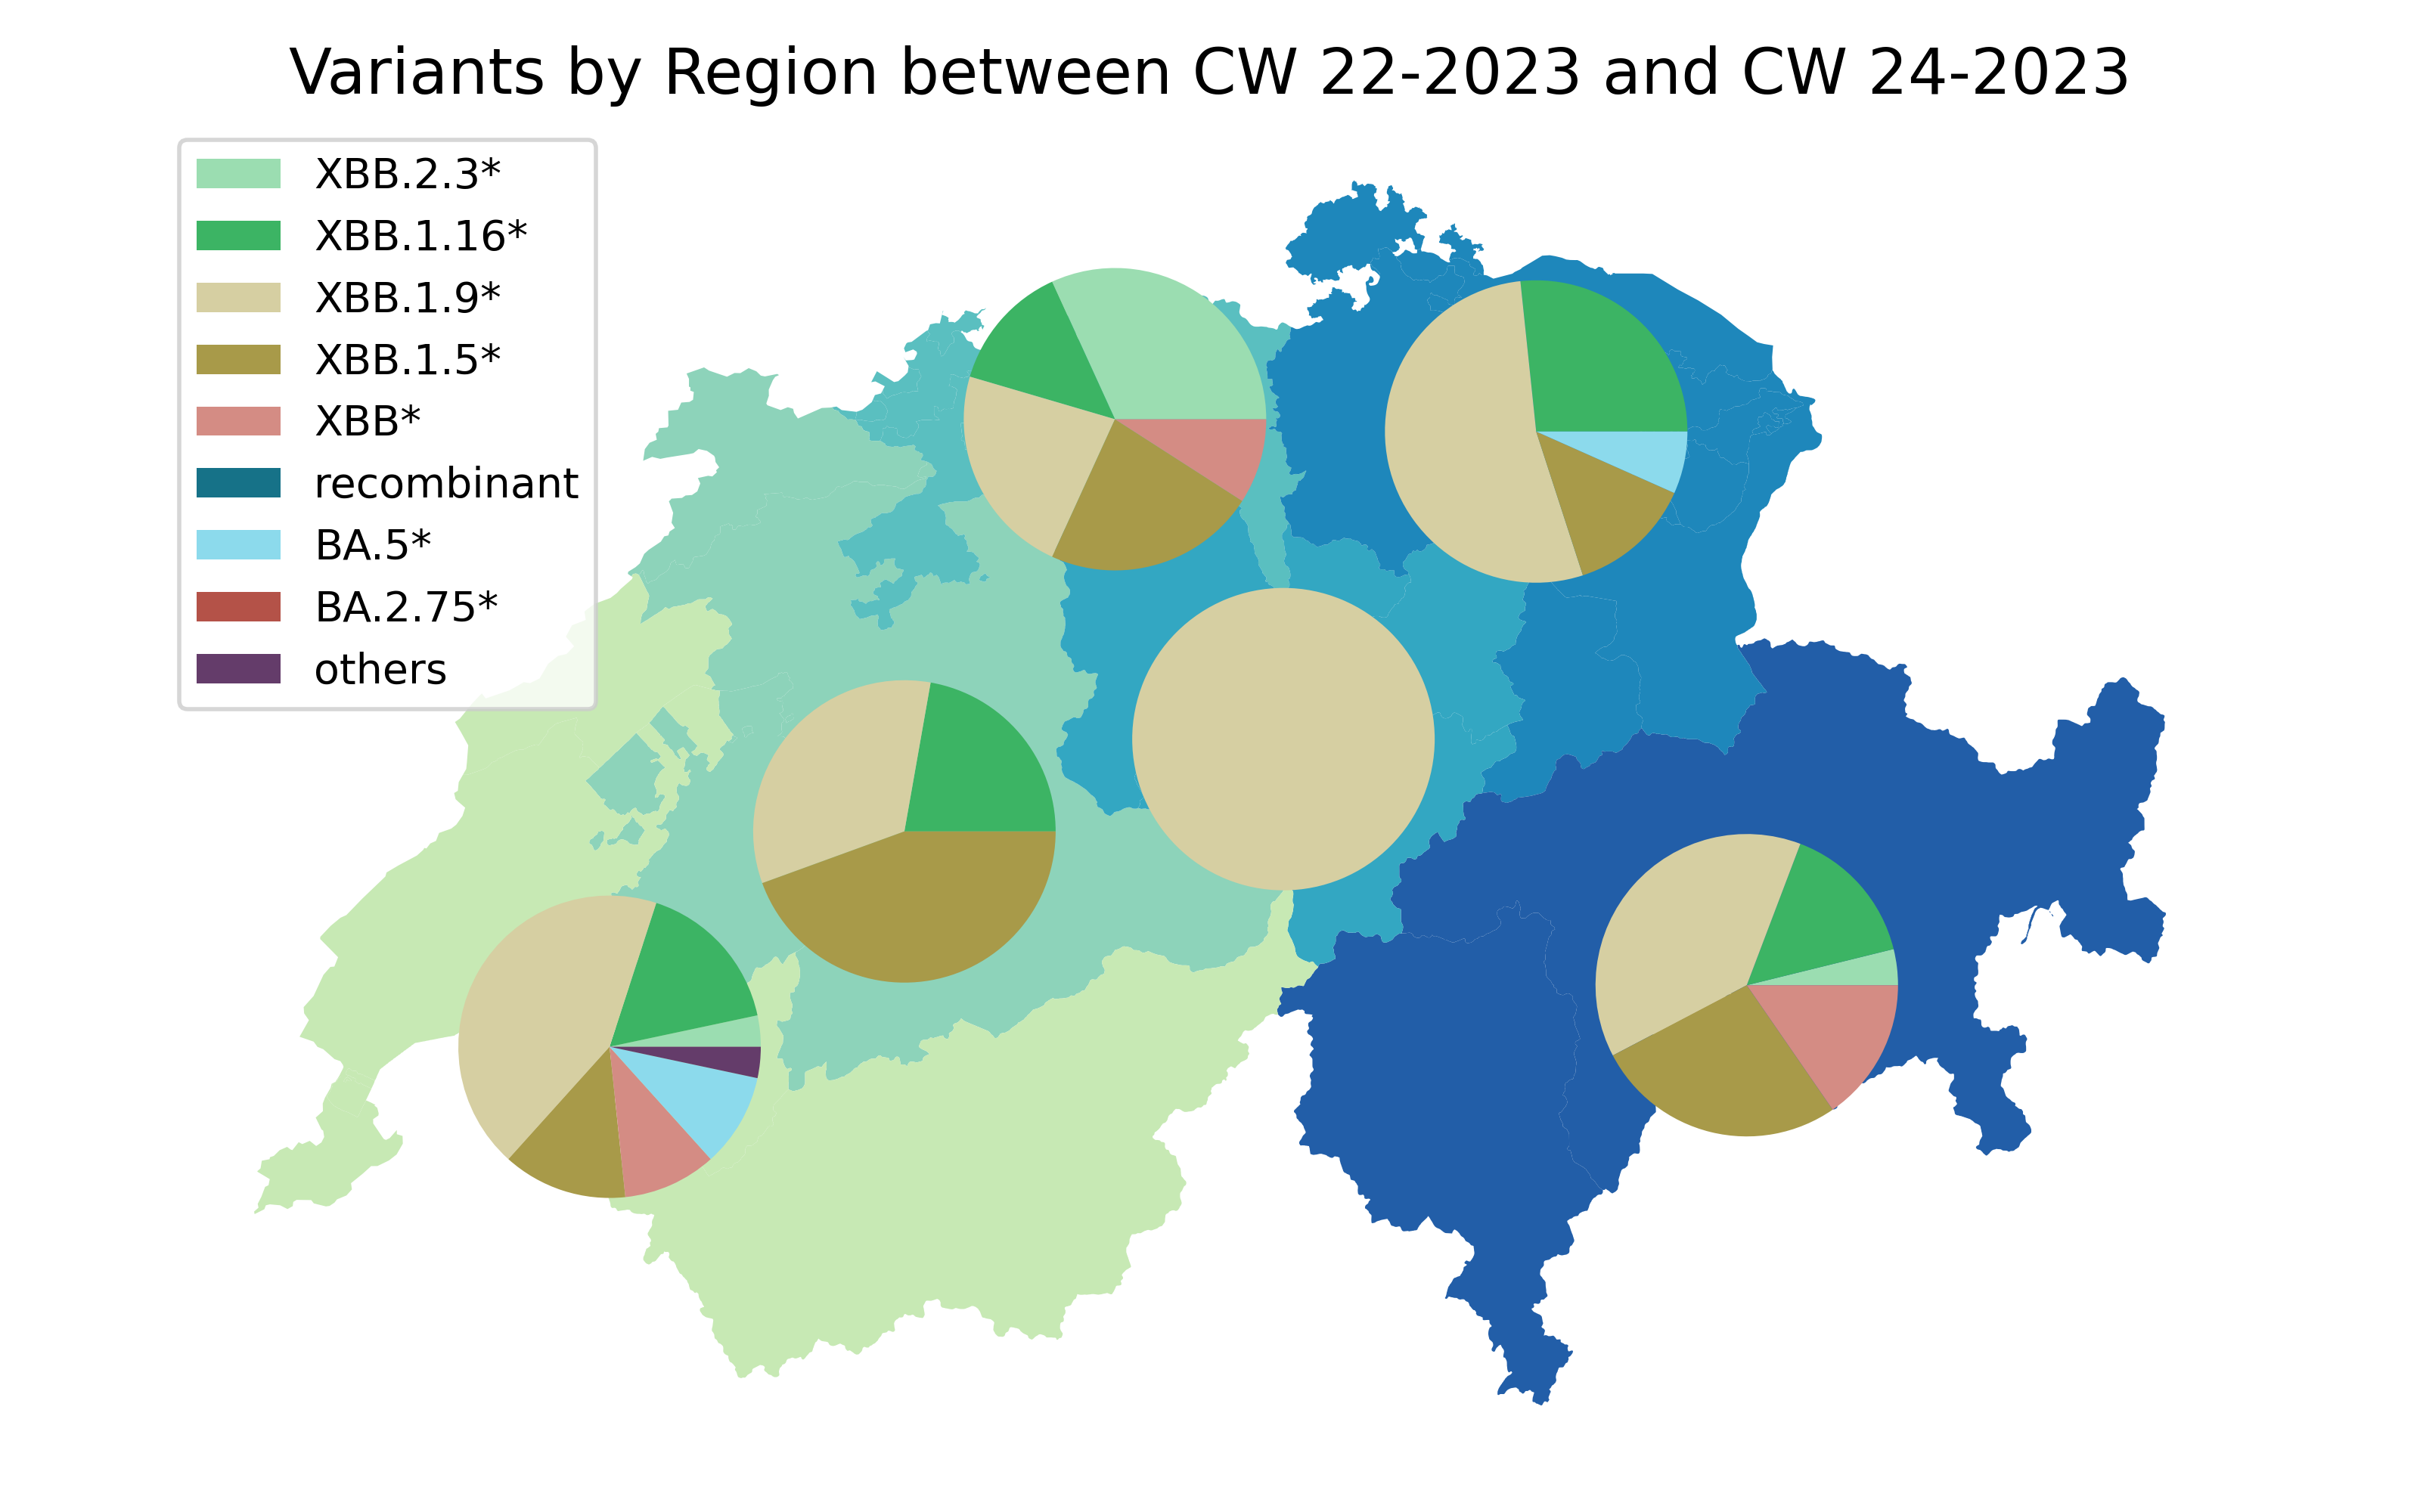 Variants by Region between CW 22-2023 and CW 24-2023
XBB.2.3*
XBB.1.16*
XBB.1.9*
XBB.1.5*
XBB*
recombinant
BA.5*
BA.2.75*
others